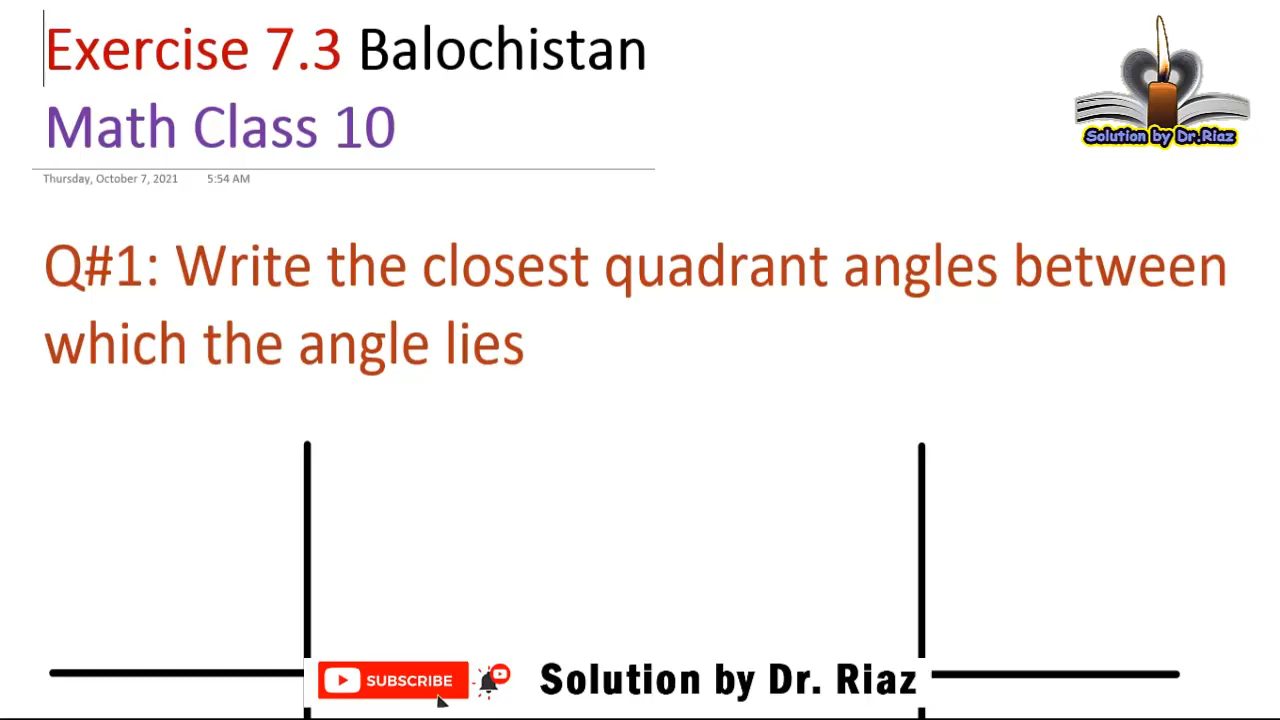 Exercise 7.3 Balochistan
Math Class 10
Solution by Dr.Riaz
Thursday, October 7, 2021 5:54 AM
Q#1: Write the closest quadrant angles between
which the angle lies
SUBSCRIBE
Solution by Dr. Riaz